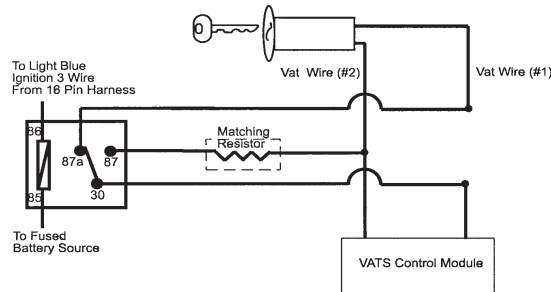 Vat Wire (#2)
Vat Wire (#1)
To Light Blue
Ignition 3 Wire
From 16 Pin Harness
86
87a
87
Matching
Resistor
30
85
To Fused
Battery Source
VATS Control Module